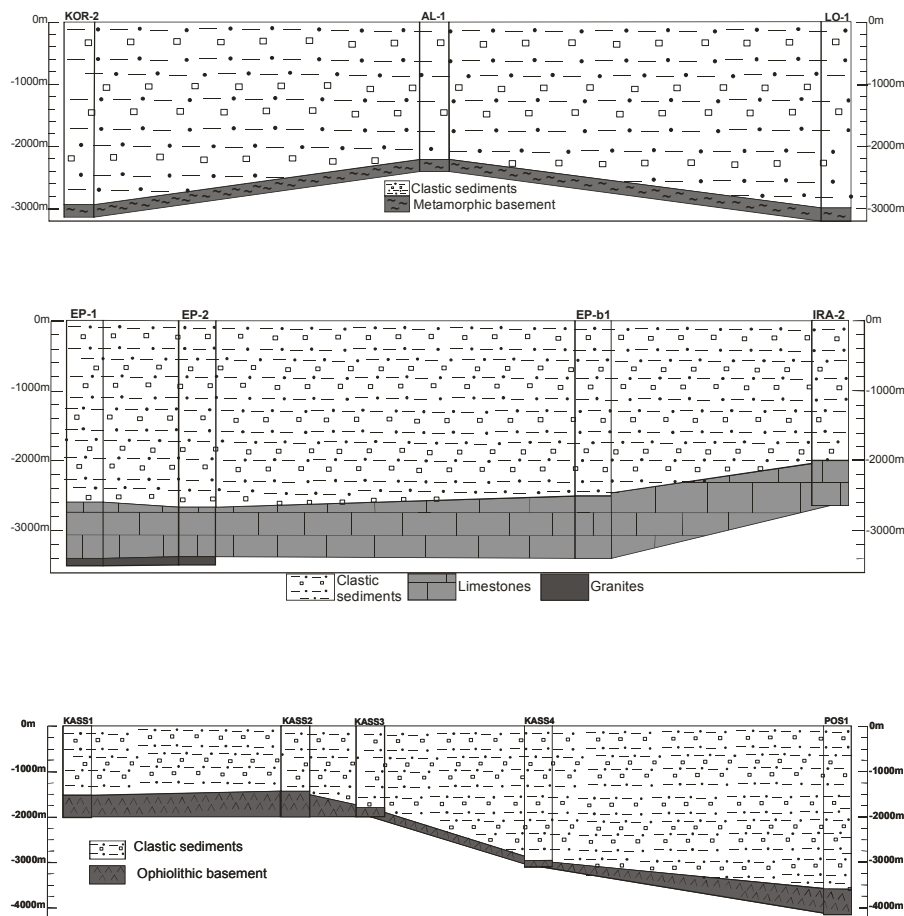 KOR-2 AL-1 LO-1
0m 0m
-1000m -1000m
-2000m -2000m
Clastic sediments
Metamorphic basement
-3000m -3000m
EP-1 EP-2 EP-b1 IRA-2
0m 0m
-1000m -1000m
-2000m -2000m
-3000m -3000m
Clastic sediments
Limestones
Granites
KASS1 KASS2 KASS3 KASS4 POS1
0m 0m
-1000m -1000m
-2000m -2000m
Clastic sediments
-3000m -3000m
Ophiolithic basement
-4000m -4000m